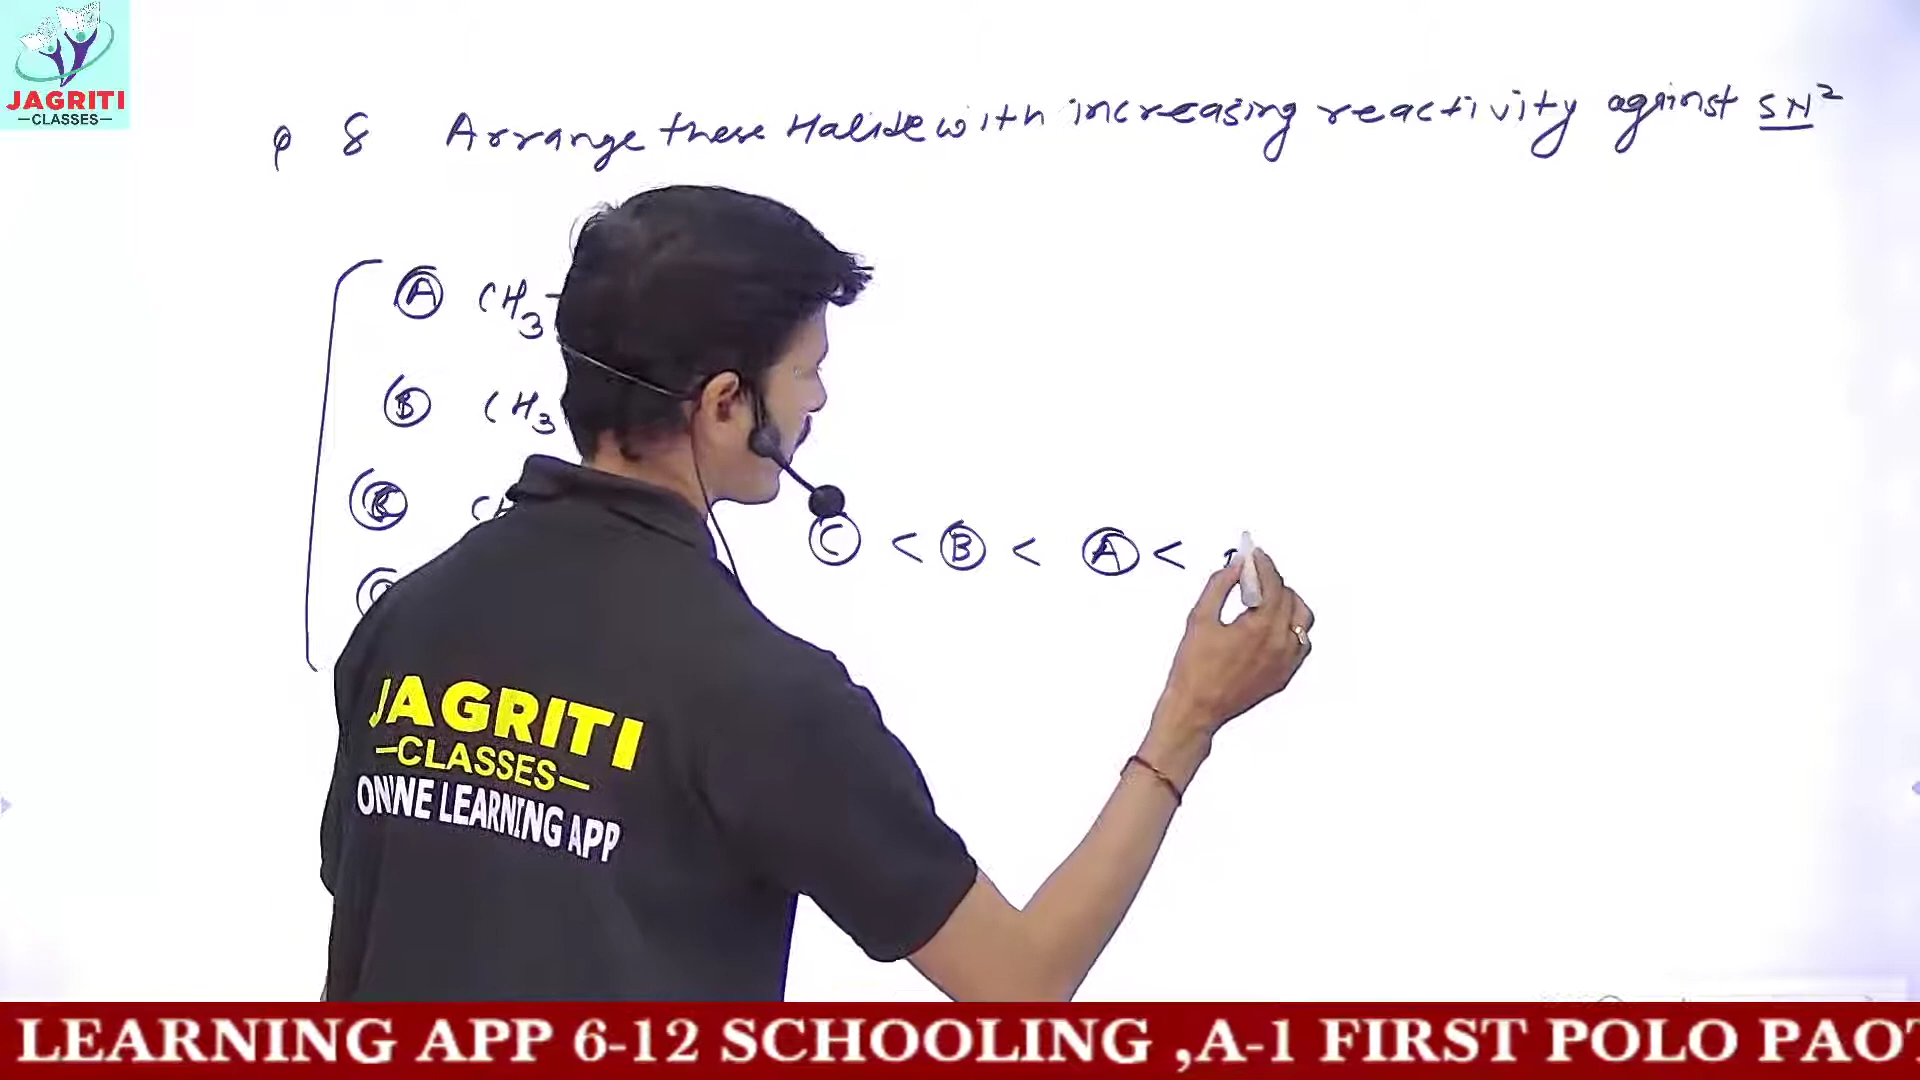 JAGRITI
—CLASSES—
Q 8 Arrange these Halide with increasing reactivity against SN²
A CH₃-
B CH₃
C
C < B < A <
JAGRITI
—CLASSES—
ONLINE LEARNING APP
LEARNING APP 6-12 SCHOOLING ,A-1 FIRST POLO PAOT